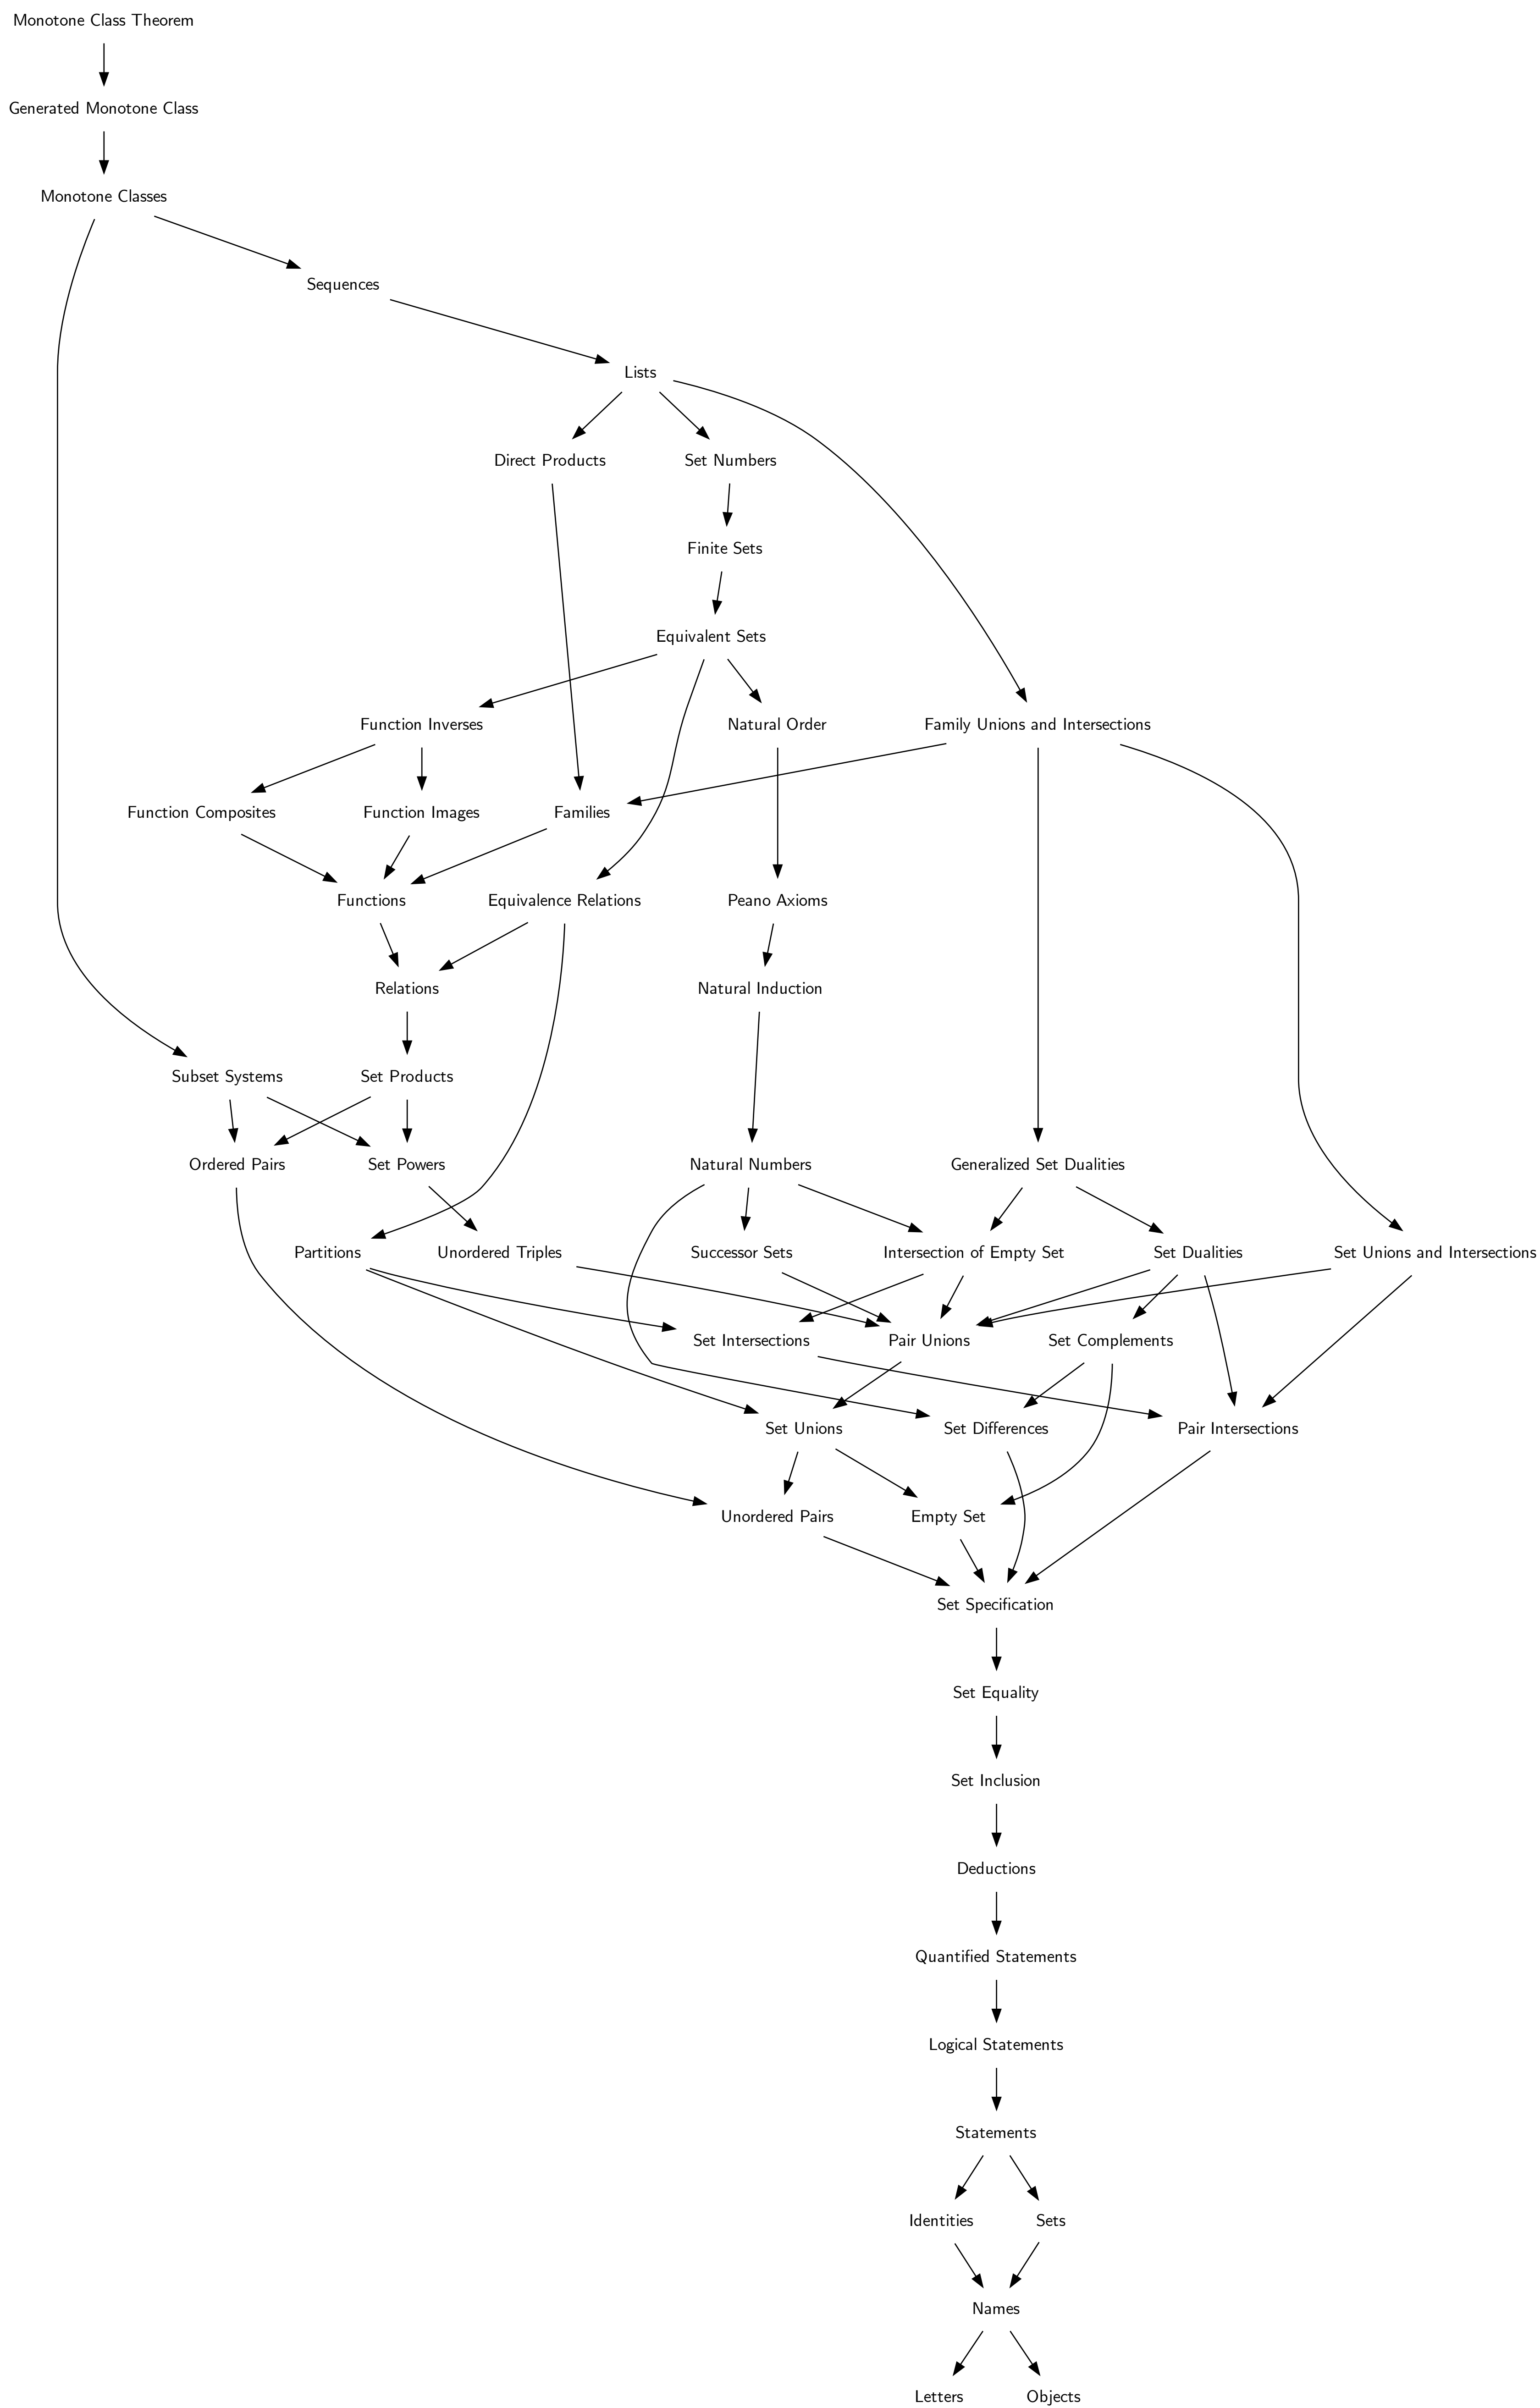 Monotone Class Theorem
Generated Monotone Class
Monotone Classes
Sequences
Lists
Direct Products
Set Numbers
Finite Sets
Equivalent Sets
Function Inverses
Natural Order
Family Unions and Intersections
Function Composites
Function Images
Families
Functions
Equivalence Relations
Peano Axioms
Relations
Natural Induction
Subset Systems
Set Products
Ordered Pairs
Set Powers
Natural Numbers
Generalized Set Dualities
Partitions
Unordered Triples
Successor Sets
Intersection of Empty Set
Set Dualities
Set Unions and Intersections
Set Intersections
Pair Unions
Set Complements
Set Unions
Set Differences
Pair Intersections
Unordered Pairs
Empty Set
Set Specification
Set Equality
Set Inclusion
Deductions
Quantified Statements
Logical Statements
Statements
Identities
Sets
Names
Letters
Objects